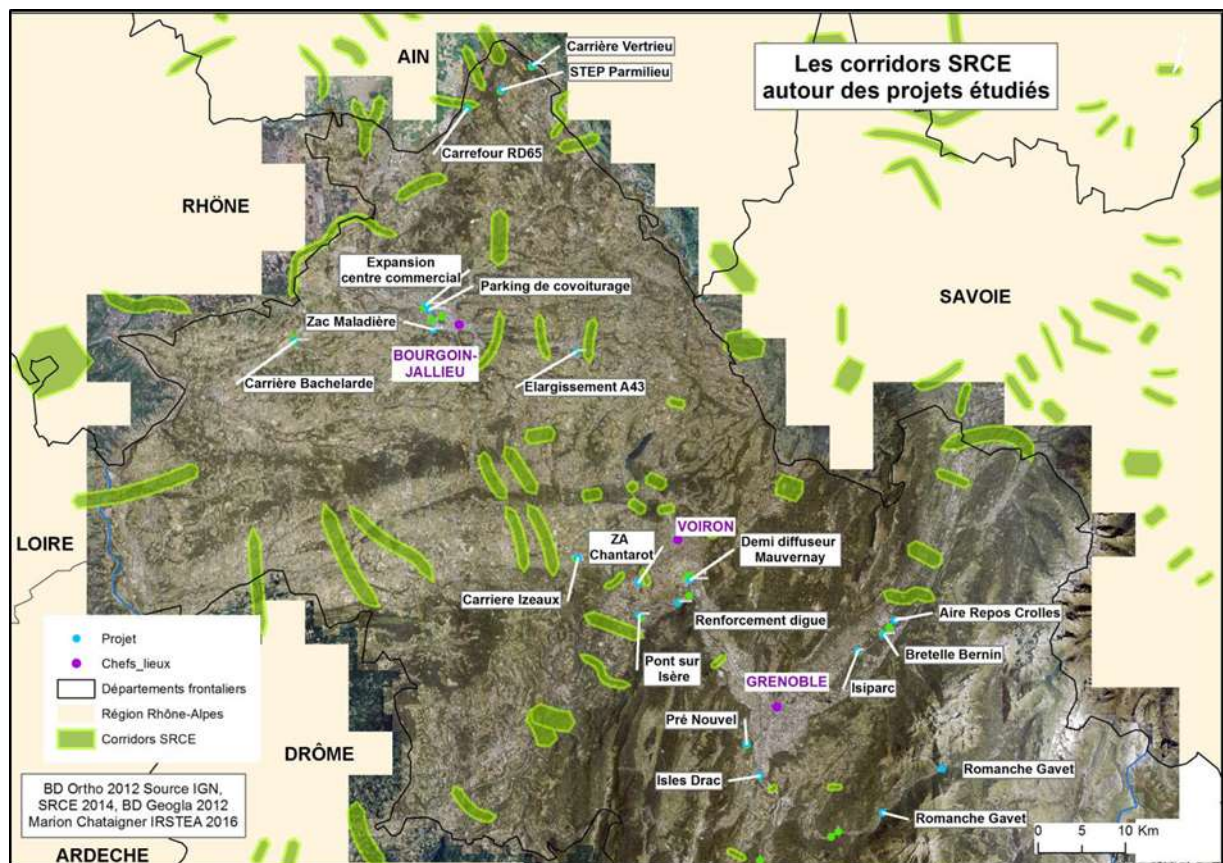 Les corridors SRCE
autour des projets étudiés
AIN
Carrière Vertrieu
STEP Parmilieu
Carrefour RD65
RHÖNE
Expansion
centre commercial
Parking de covoiturage
SAVOIE
Zac Maladière
BOURGOIN-
JALLIEU
Carrière Bachelarde
Elargissement A43
LOIRE
ZA
Chantarot
VOIRON
Demi diffuseur
Mauvernay
Carriere Izeaux
Renforcement digue
Aire Repos Crolles
Bretelle Bernin
Pont sur
Isère
Isiparc
GRENOBLE
Pré Nouvel
Isles Drac
Romanche Gavet
Romanche Gavet
DRÔME
ARDECHE
Projet
Chefs_lieux
Départements frontaliers
Région Rhône-Alpes
Corridors SRCE
BD Ortho 2012 Source IGN,
SRCE 2014, BD Geogla 2012
Marion Chataigner IRSTEA 2016
0 5 10 Km